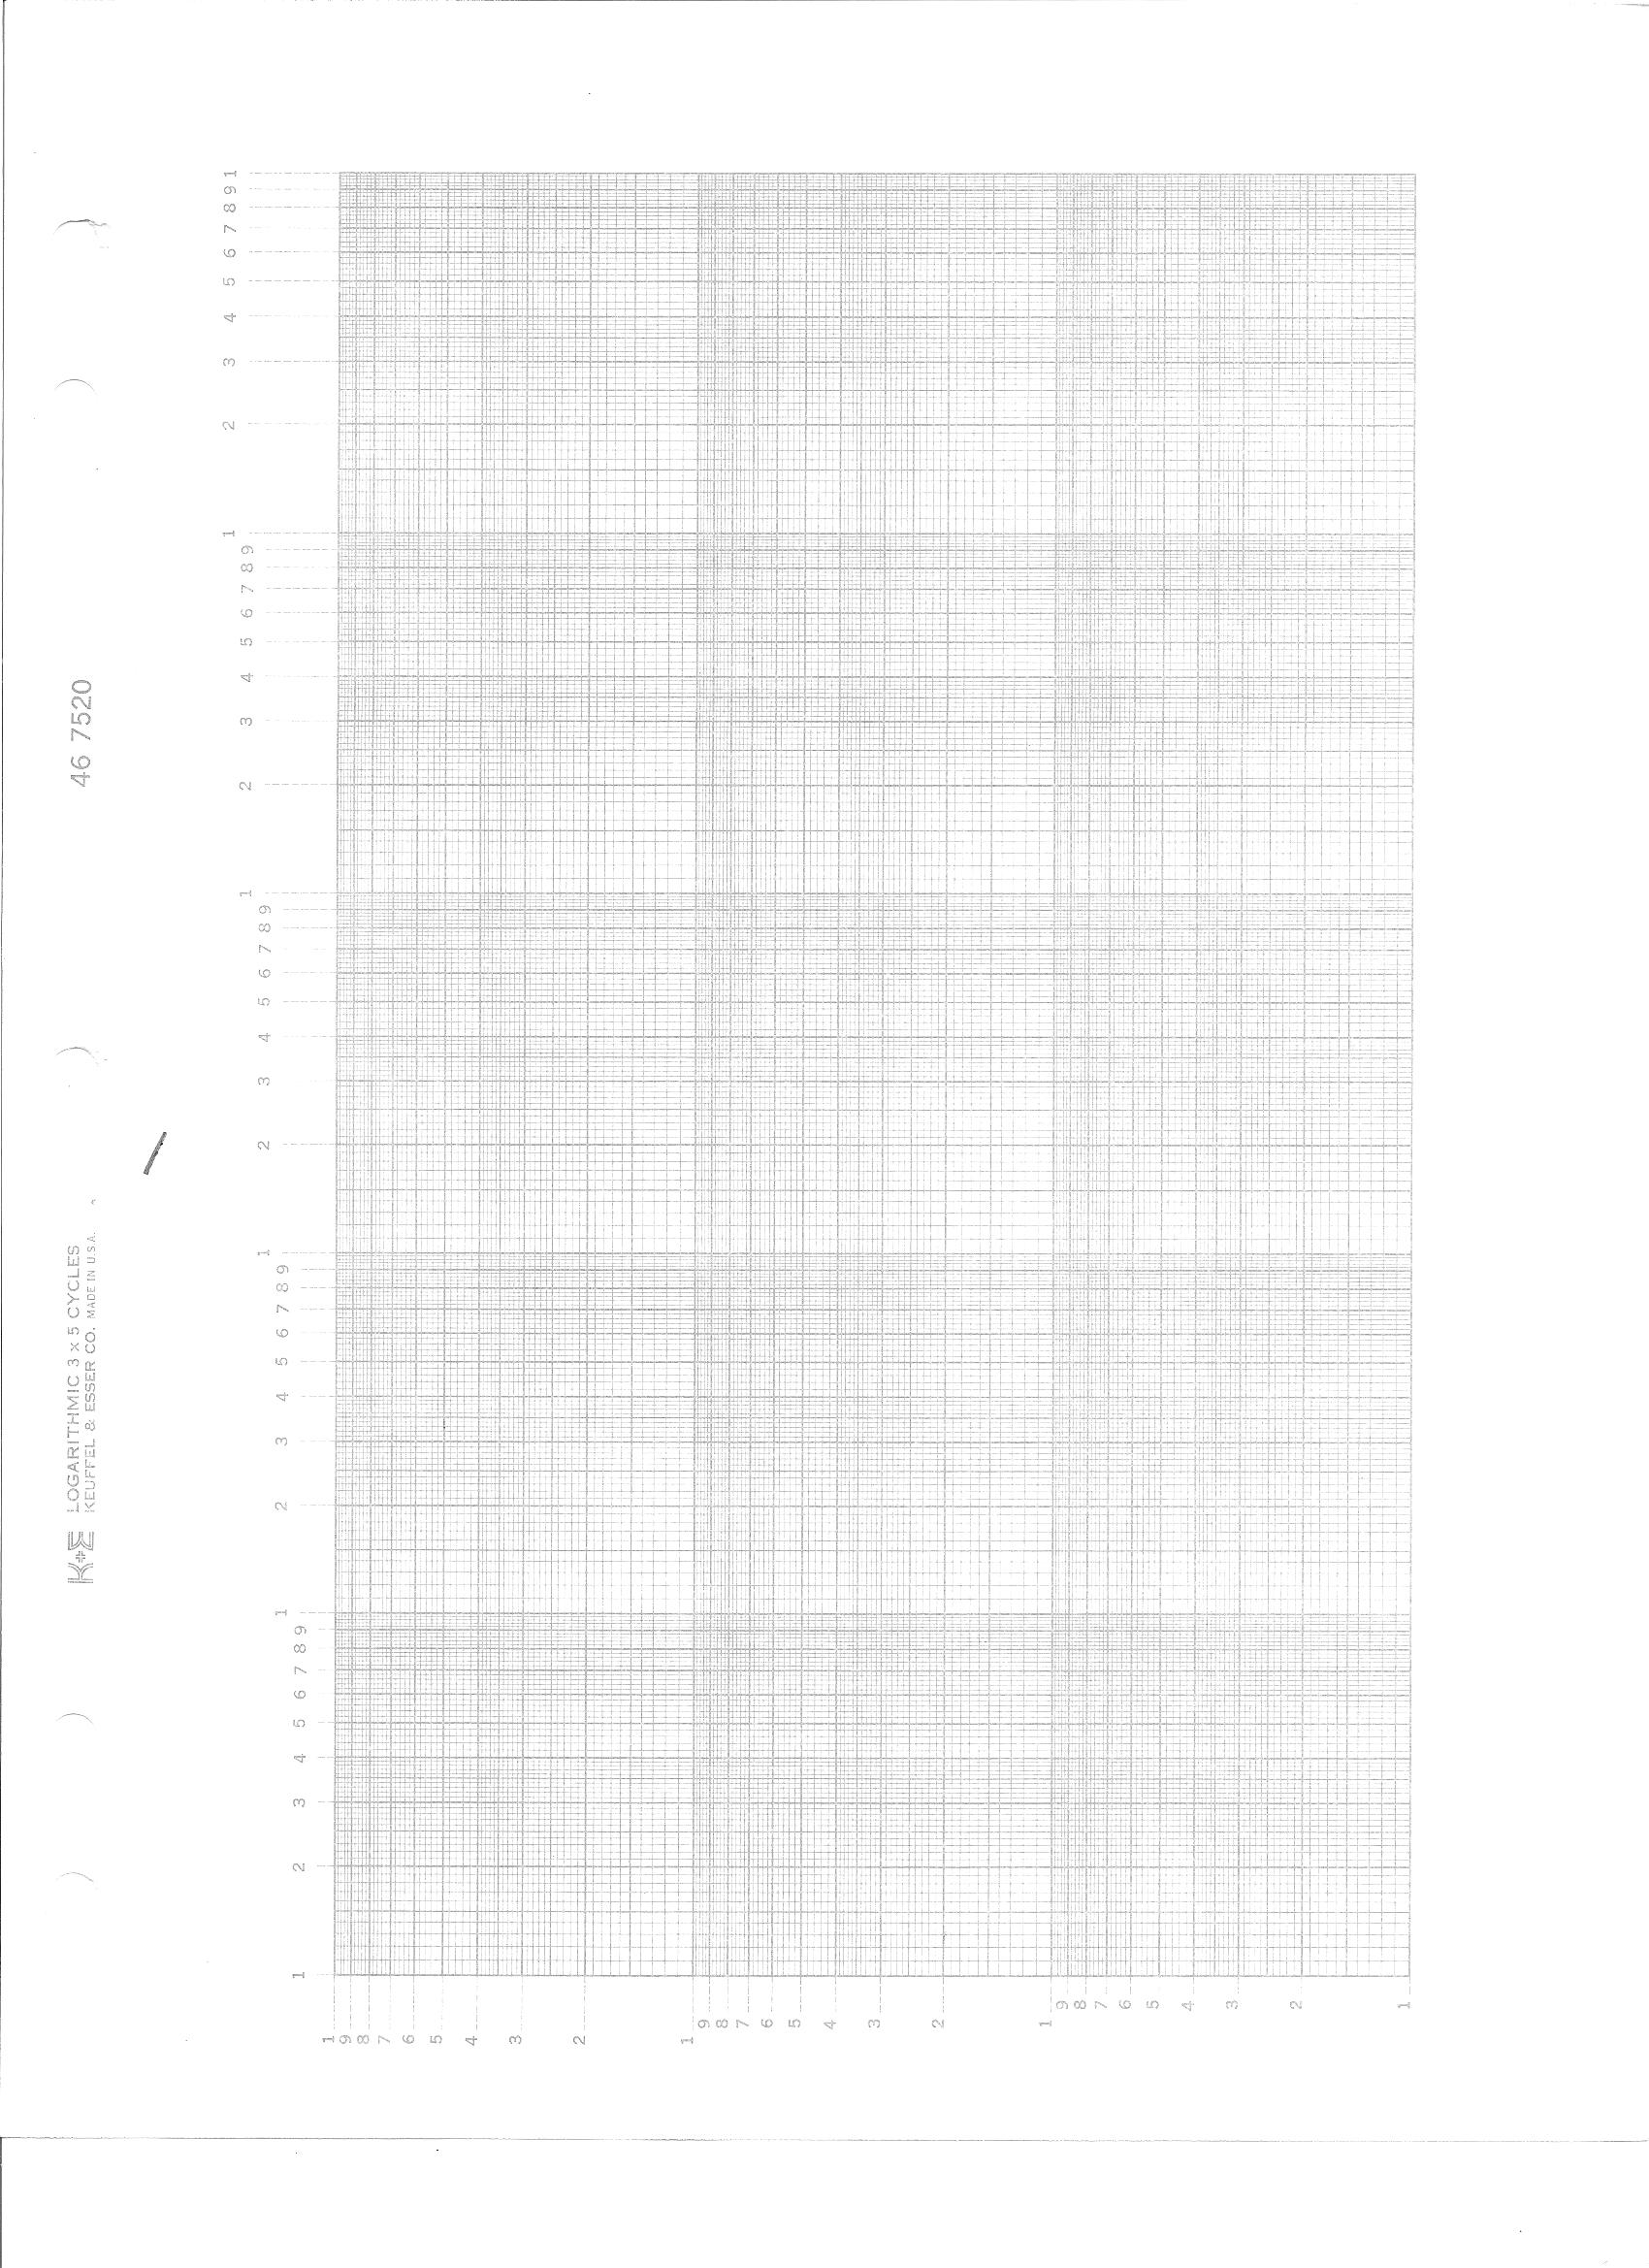 K+E LOGARITHMIC 3 x 5 CYCLES
KEUFFEL & ESSER CO. MADE IN U.S.A.
46 7520
1 2 3 4 5 6 7 8 9 1 2 3 4 5 6 7 8 9 1 2 3 4 5 6 7 8 9 1 2 3 4 5 6 7 8 9 1 2 3 4 5 6 7 8 9 1
1 9 8 7 6 5 4 3 2 1 9 8 7 6 5 4 3 2 1 9 8 7 6 5 4 3 2 1